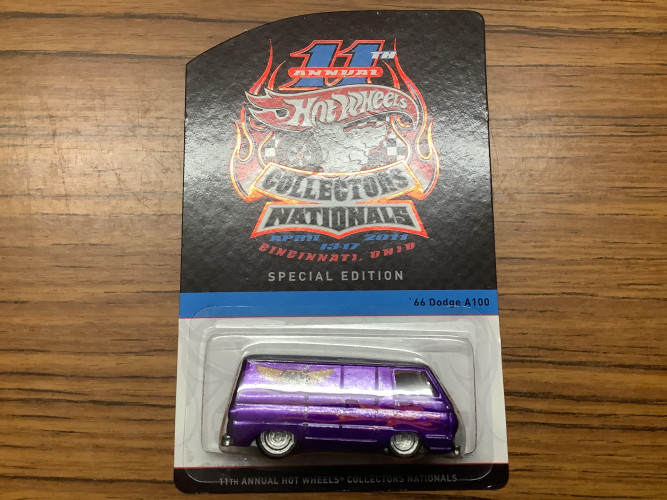 11TH
ANNUAL
HOT WHEELS
COLLECTORS
NATIONALS
APRIL 2011
13-17
CINCINNATI, OHIO
SPECIAL EDITION
'66 Dodge A100
11TH ANNUAL HOT WHEELS® COLLECTORS NATIONALS